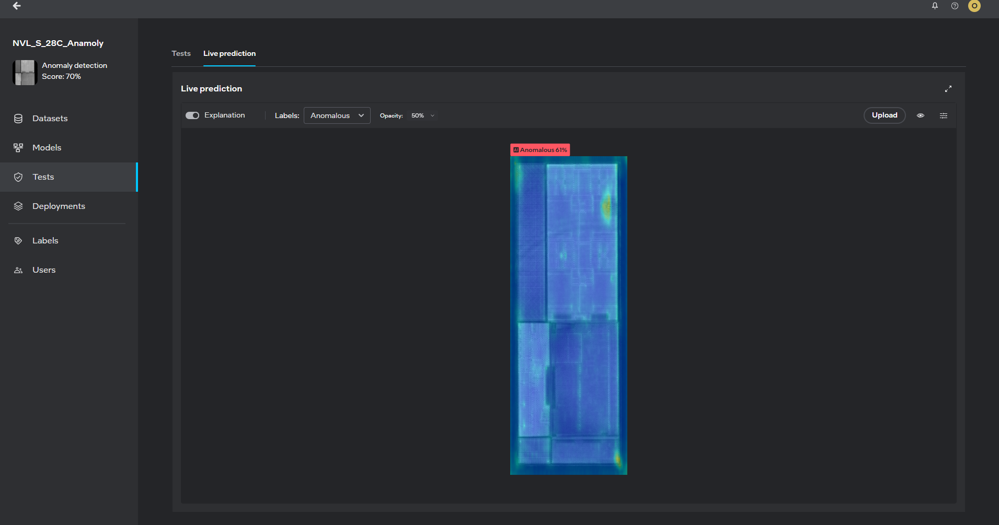 O
NVL_S_28C_Anamoly
Anomaly detection
Score: 70%
Datasets
Models
Tests
Deployments
Labels
Users
Tests
Live prediction
Live prediction
Explanation
Labels:
Anomalous
Opacity:
50%
Upload
AI Anomalous 61%